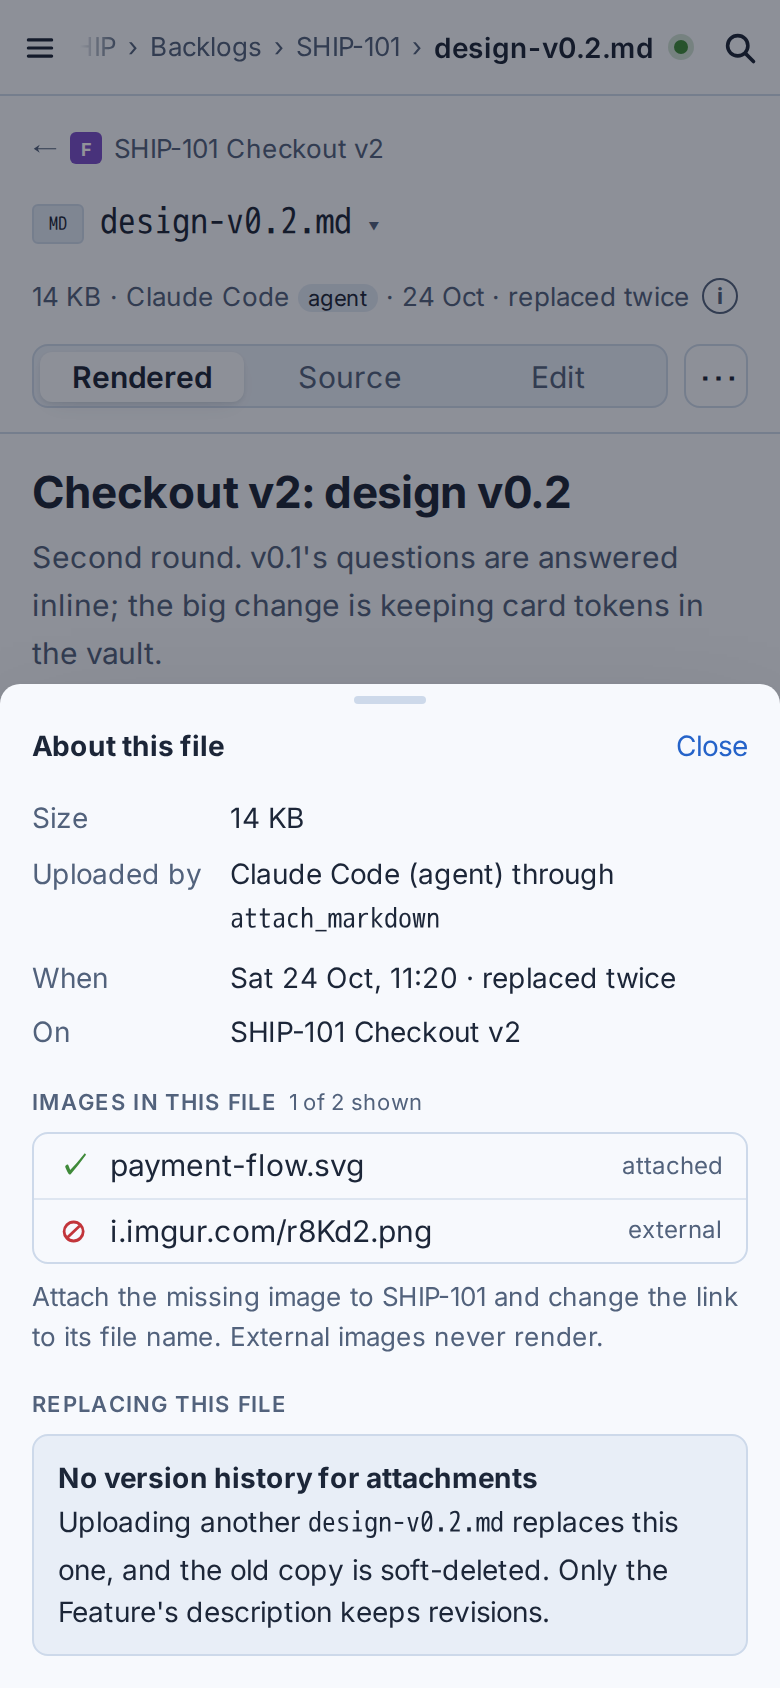 HIP › Backlogs › SHIP-101 › design-v0.2.md
← F SHIP-101 Checkout v2
MD design-v0.2.md ▾
14 KB · Claude Code agent · 24 Oct · replaced twice i
Rendered Source Edit ...
Checkout v2: design v0.2
Second round. v0.1's questions are answered
inline; the big change is keeping card tokens in
the vault.
About this file Close
Size 14 KB
Uploaded by Claude Code (agent) through
attach_markdown
When Sat 24 Oct, 11:20 · replaced twice
On SHIP-101 Checkout v2
IMAGES IN THIS FILE 1 of 2 shown
✓ payment-flow.svg attached
i.imgur.com/r8Kd2.png external
Attach the missing image to SHIP-101 and change the link
to its file name. External images never render.
REPLACING THIS FILE
No version history for attachments
Uploading another design-v0.2.md replaces this
one, and the old copy is soft-deleted. Only the
Feature's description keeps revisions.